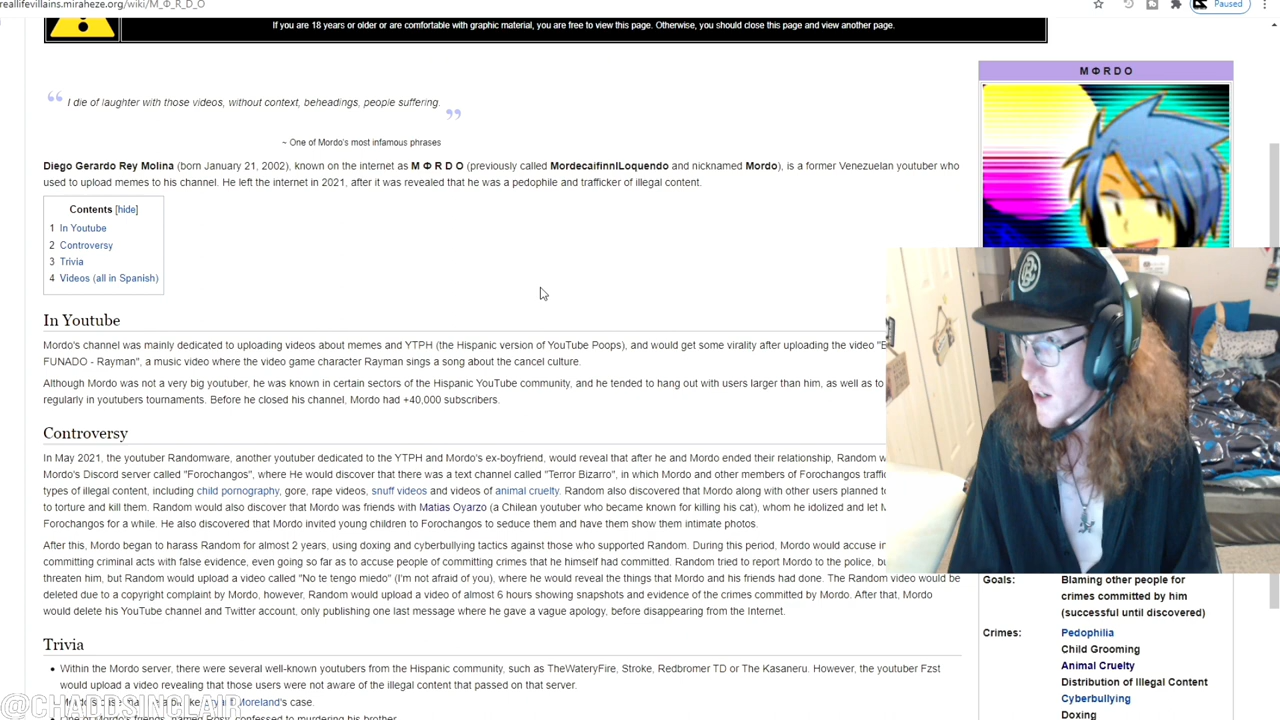 reallifevillains.miraheze.org/wiki/M_Φ_R_D_O
Paused
If you are 18 years or older or are comfortable with graphic material, you are free to view this page. Otherwise, you should close this page and view another page.
“ I die of laughter with those videos, without context, beheadings, people suffering. ”
~ One of Mordo's most infamous phrases
Diego Gerardo Rey Molina (born January 21, 2002), known on the internet as M Φ R D O (previously called MordecaifinnILoquendo and nicknamed Mordo), is a former Venezuelan youtuber who
used to upload memes to his channel. He left the internet in 2021, after it was revealed that he was a pedophile and trafficker of illegal content.
Contents [hide]
1 In Youtube
2 Controversy
3 Trivia
4 Videos (all in Spanish)
In Youtube
Mordo's channel was mainly dedicated to uploading videos about memes and YTPH (the Hispanic version of YouTube Poops), and would get some virality after uploading the video "E
FUNADO - Rayman", a music video where the video game character Rayman sings a song about the cancel culture.
Although Mordo was not a very big youtuber, he was known in certain sectors of the Hispanic YouTube community, and he tended to hang out with users larger than him, as well as to
regularly in youtubers tournaments. Before he closed his channel, Mordo had +40,000 subscribers.
Controversy
In May 2021, the youtuber Randomware, another youtuber dedicated to the YTPH and Mordo's ex-boyfriend, would reveal that after he and Mordo ended their relationship, Random w
Mordo's Discord server called "Forochangos", where He would discover that there was a text channel called "Terror Bizarro", in which Mordo and other members of Forochangos traffic
types of illegal content, including child pornography, gore, rape videos, snuff videos and videos of animal cruelty. Random also discovered that Mordo along with other users planned to
to torture and kill them. Random would also discover that Mordo was friends with Matias Oyarzo (a Chilean youtuber who became known for killing his cat), whom he idolized and let M
Forochangos for a while. He also discovered that Mordo invited young children to Forochangos to seduce them and have them show them intimate photos.
After this, Mordo began to harass Random for almost 2 years, using doxing and cyberbullying tactics against those who supported Random. During this period, Mordo would accuse in
committing criminal acts with false evidence, even going so far as to accuse people of committing crimes that he himself had committed. Random tried to report Mordo to the police, bu
threaten him, but Random would upload a video called "No te tengo miedo" (I'm not afraid of you), where he would reveal the things that Mordo and his friends had done. The Random video would be
deleted due to a copyright complaint by Mordo, however, Random would upload a video of almost 6 hours showing snapshots and evidence of the crimes committed by Mordo. After that, Mordo
would delete his YouTube channel and Twitter account, only publishing one last message where he gave a vague apology, before disappearing from the Internet.
Trivia
• Within the Mordo server, there were several well-known youtubers from the Hispanic community, such as TheWateryFire, Stroke, Redbromer TD or The Kasaneru. However, the youtuber Fzst
would upload a video revealing that those users were not aware of the illegal content that passed on that server.
Moreland's case.
confessed to murdering his brother
@CHADDSINCLAIR
M Φ R D O
Goals: Blaming other people for
crimes committed by him
(successful until discovered)
Crimes: Pedophilia
Child Grooming
Animal Cruelty
Distribution of Illegal Content
Cyberbullying
Doxing